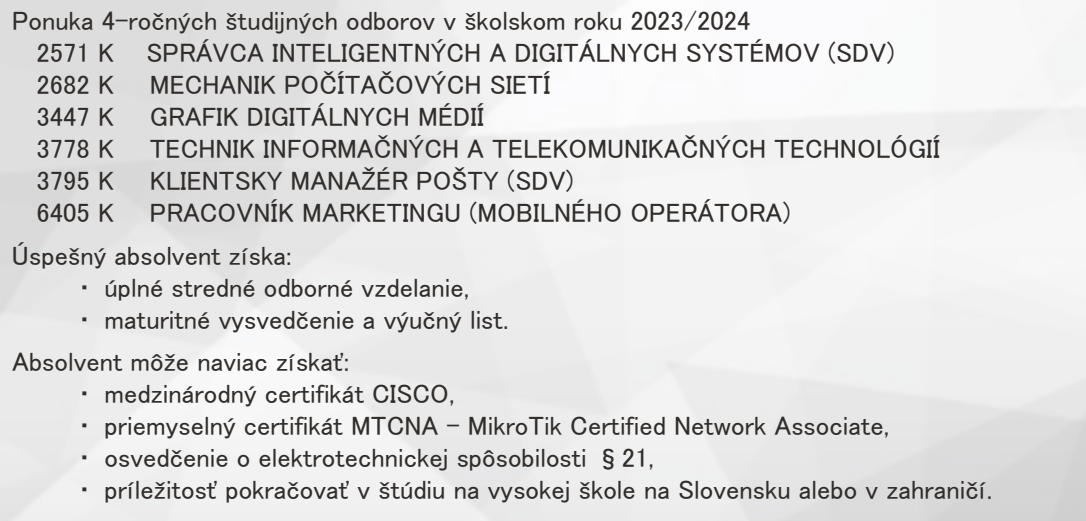 Ponuka 4-ročných študijných odborov v školskom roku 2023/2024
2571 K SPRÁVCA INTELIGENTNÝCH A DIGITÁLNYCH SYSTÉMOV (SDV)
2682 K MECHANIK POČÍTAČOVÝCH SIETÍ
3447 K GRAFIK DIGITÁLNYCH MÉDIÍ
3778 K TECHNIK INFORMAČNÝCH A TELEKOMUNIKAČNÝCH TECHNOLÓGIÍ
3795 K KLIENTSKY MANAŽÉR POŠTY (SDV)
6405 K PRACOVNÍK MARKETINGU (MOBILNÉHO OPERÁTORA)
Úspešný absolvent získa:
• úplné stredné odborné vzdelanie,
• maturitné vysvedčenie a výučný list.
Absolvent môže naviac získať:
• medzinárodný certifikát CISCO,
• priemyselný certifikát MTCNA - MikroTik Certified Network Associate,
• osvedčenie o elektrotechnickej spôsobilosti § 21,
• príležitosť pokračovať v štúdiu na vysokej škole na Slovensku alebo v zahraničí.